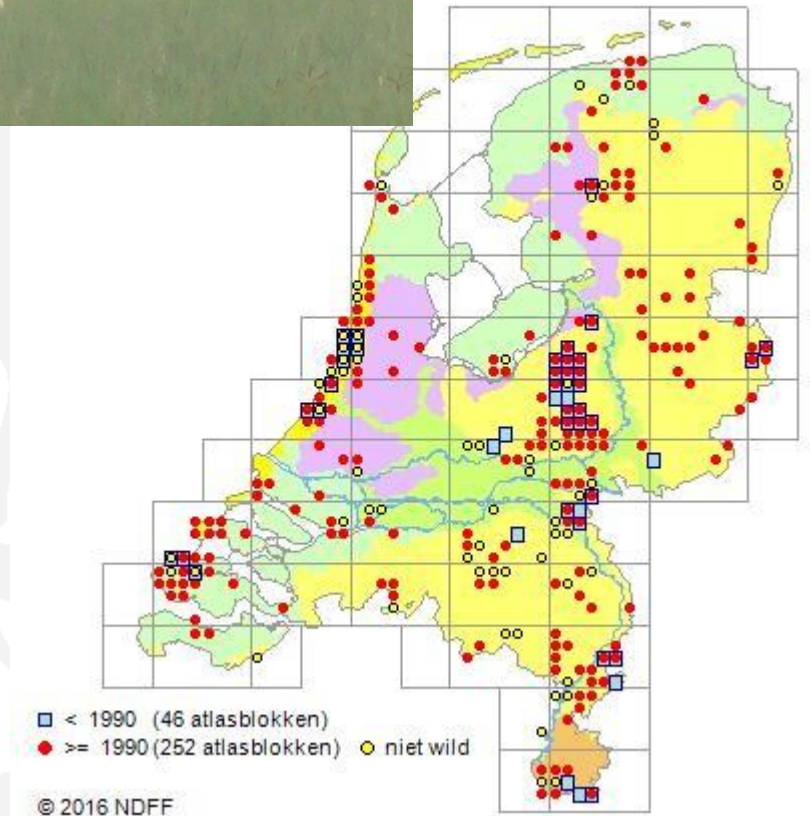 < 1990 (46 atlasblokken)
>= 1990 (252 atlasblokken) niet wild
© 2016 NDFF